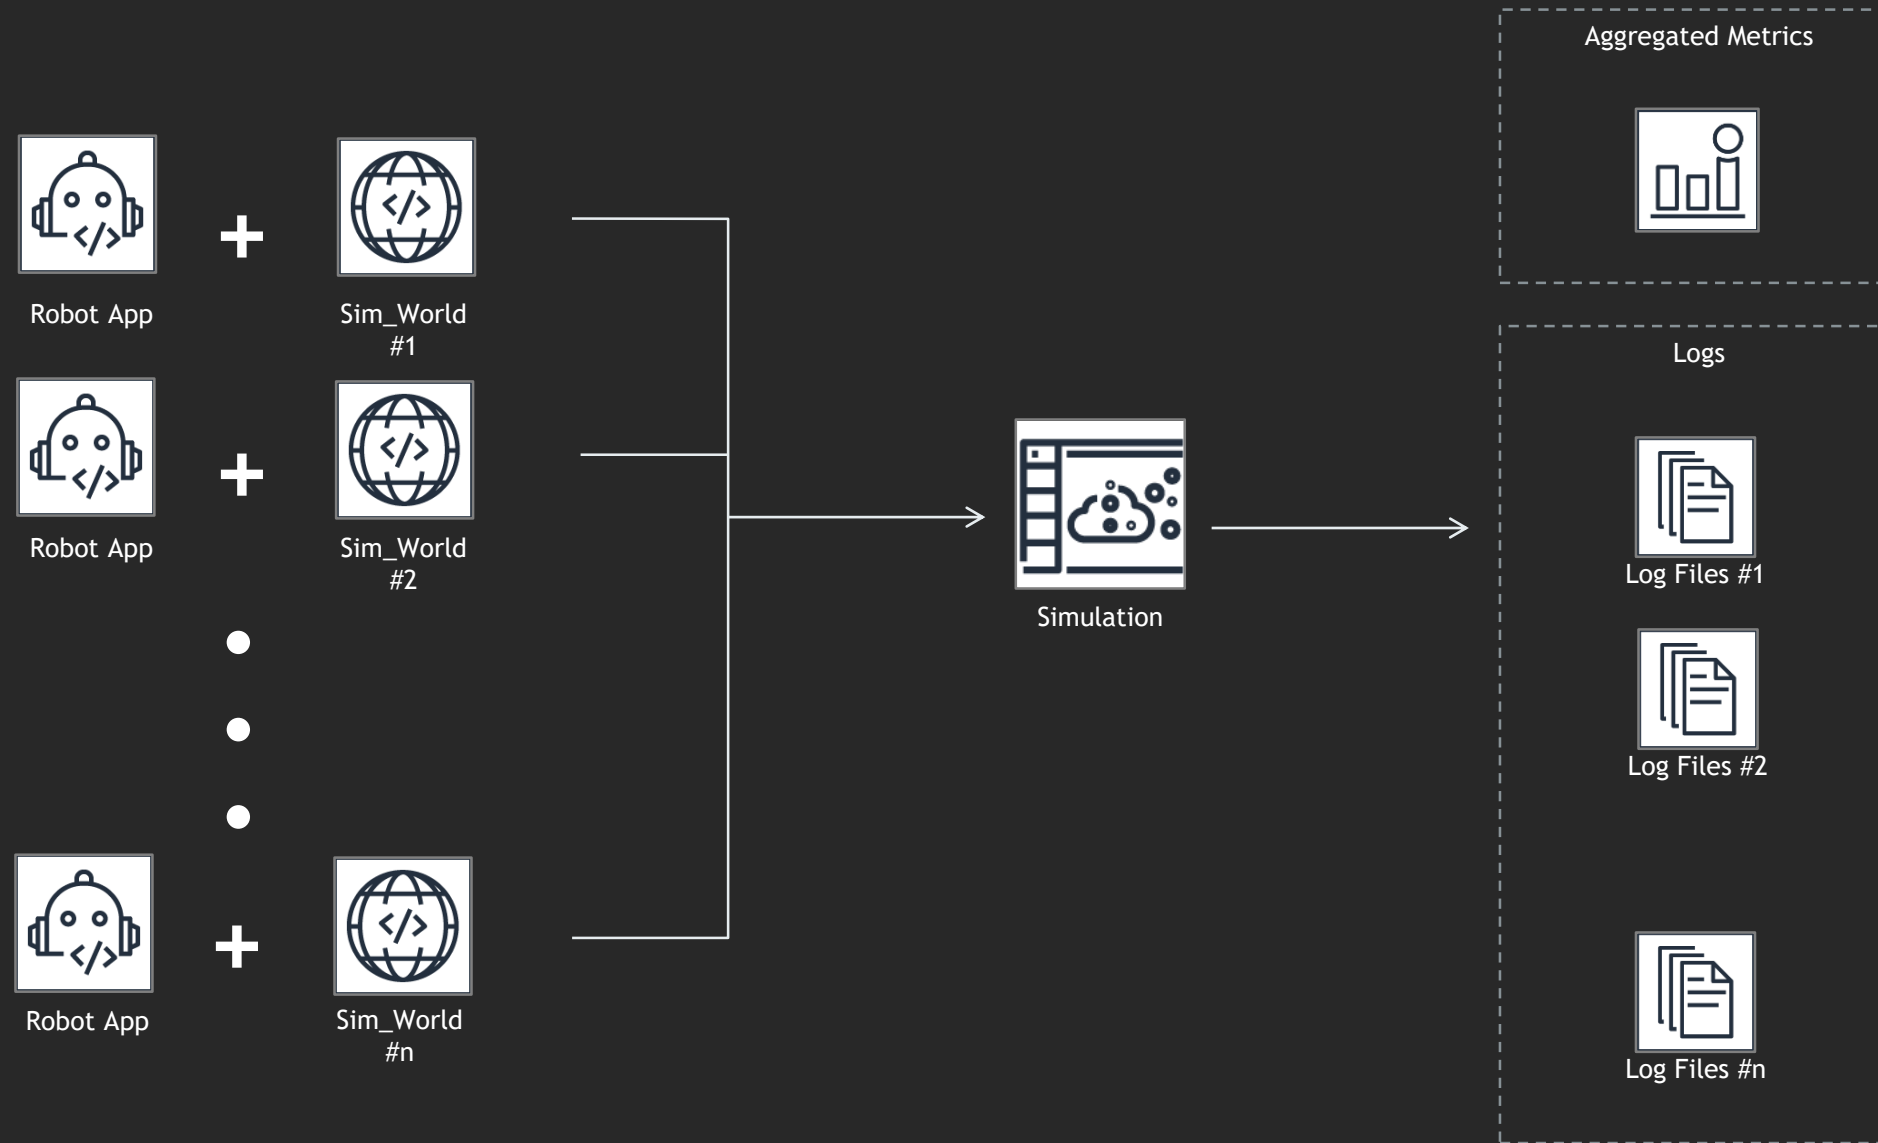 Aggregated Metrics
Robot App
Sim_World
#1
Logs
Robot App
Sim_World
#2
Simulation
Log Files #1
Log Files #2
Robot App
Sim_World
#n
Log Files #n